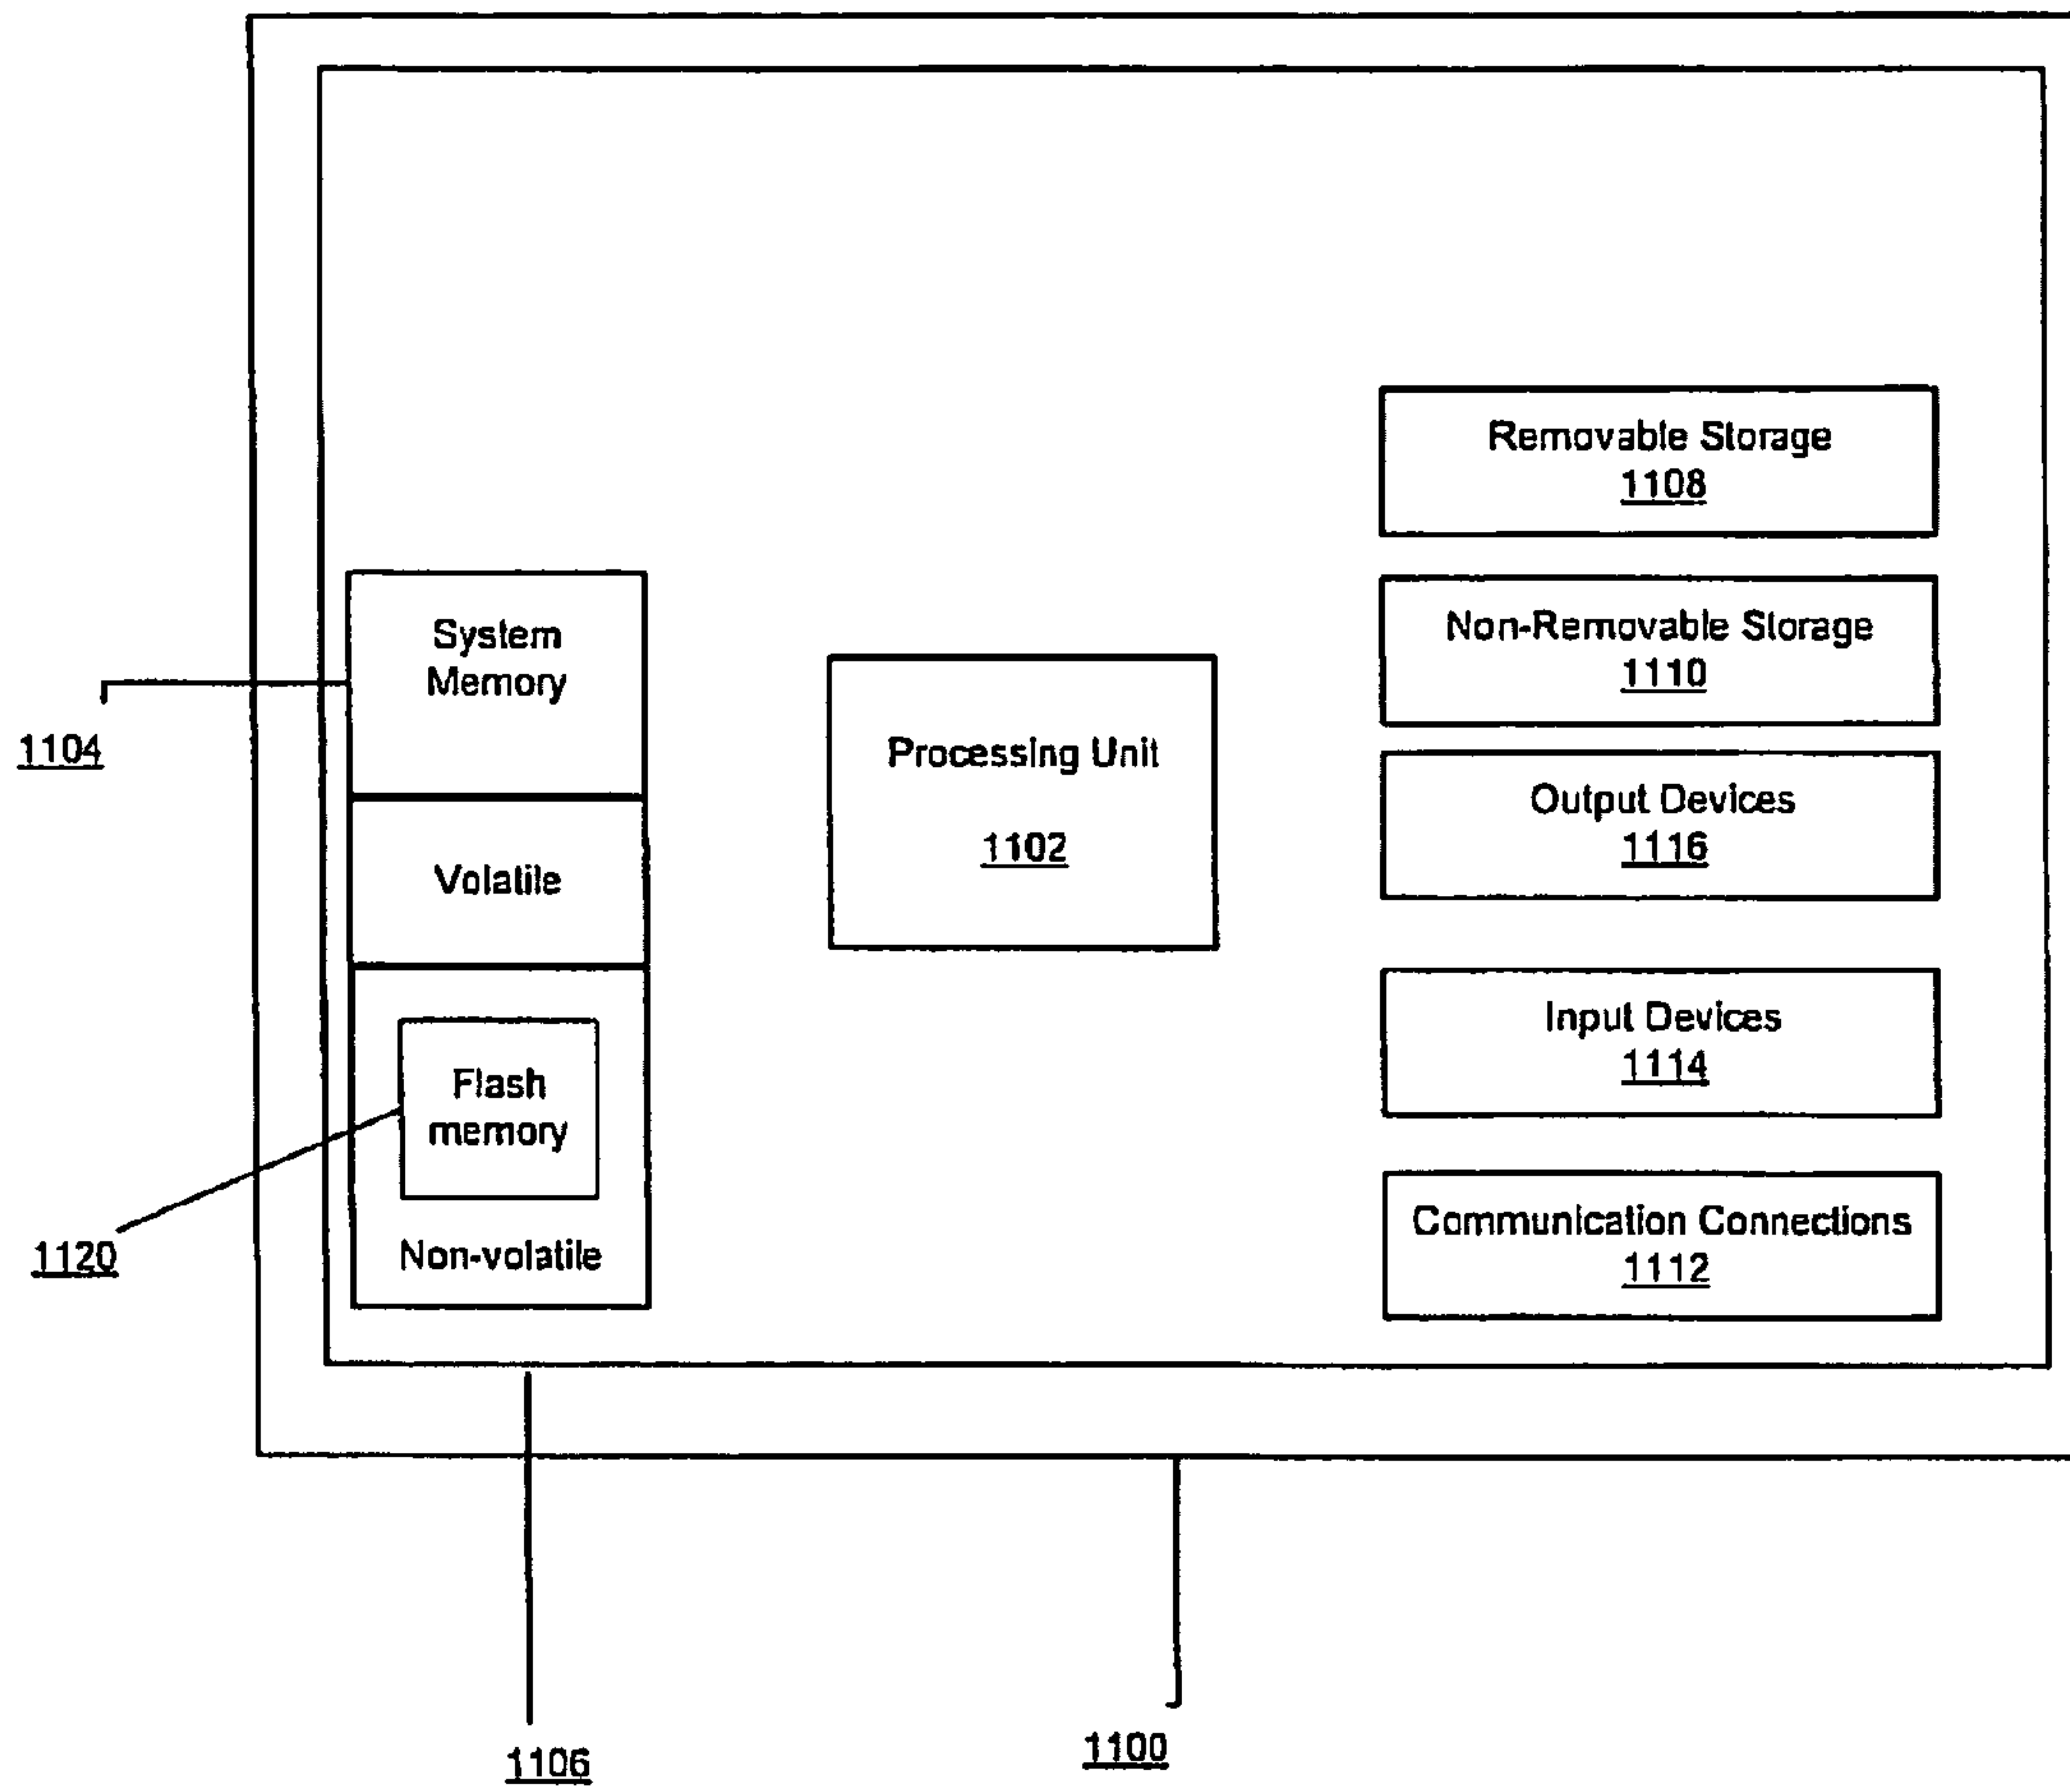 Removable Storage
1108
Non-Removable Storage
1110
System
Memory
1104
Processing Unit
1102
Output Devices
1116
Volatile
Input Devices
1114
Flash
memory
1120
Non-volatile
Communication Connections
1112
1106
1100